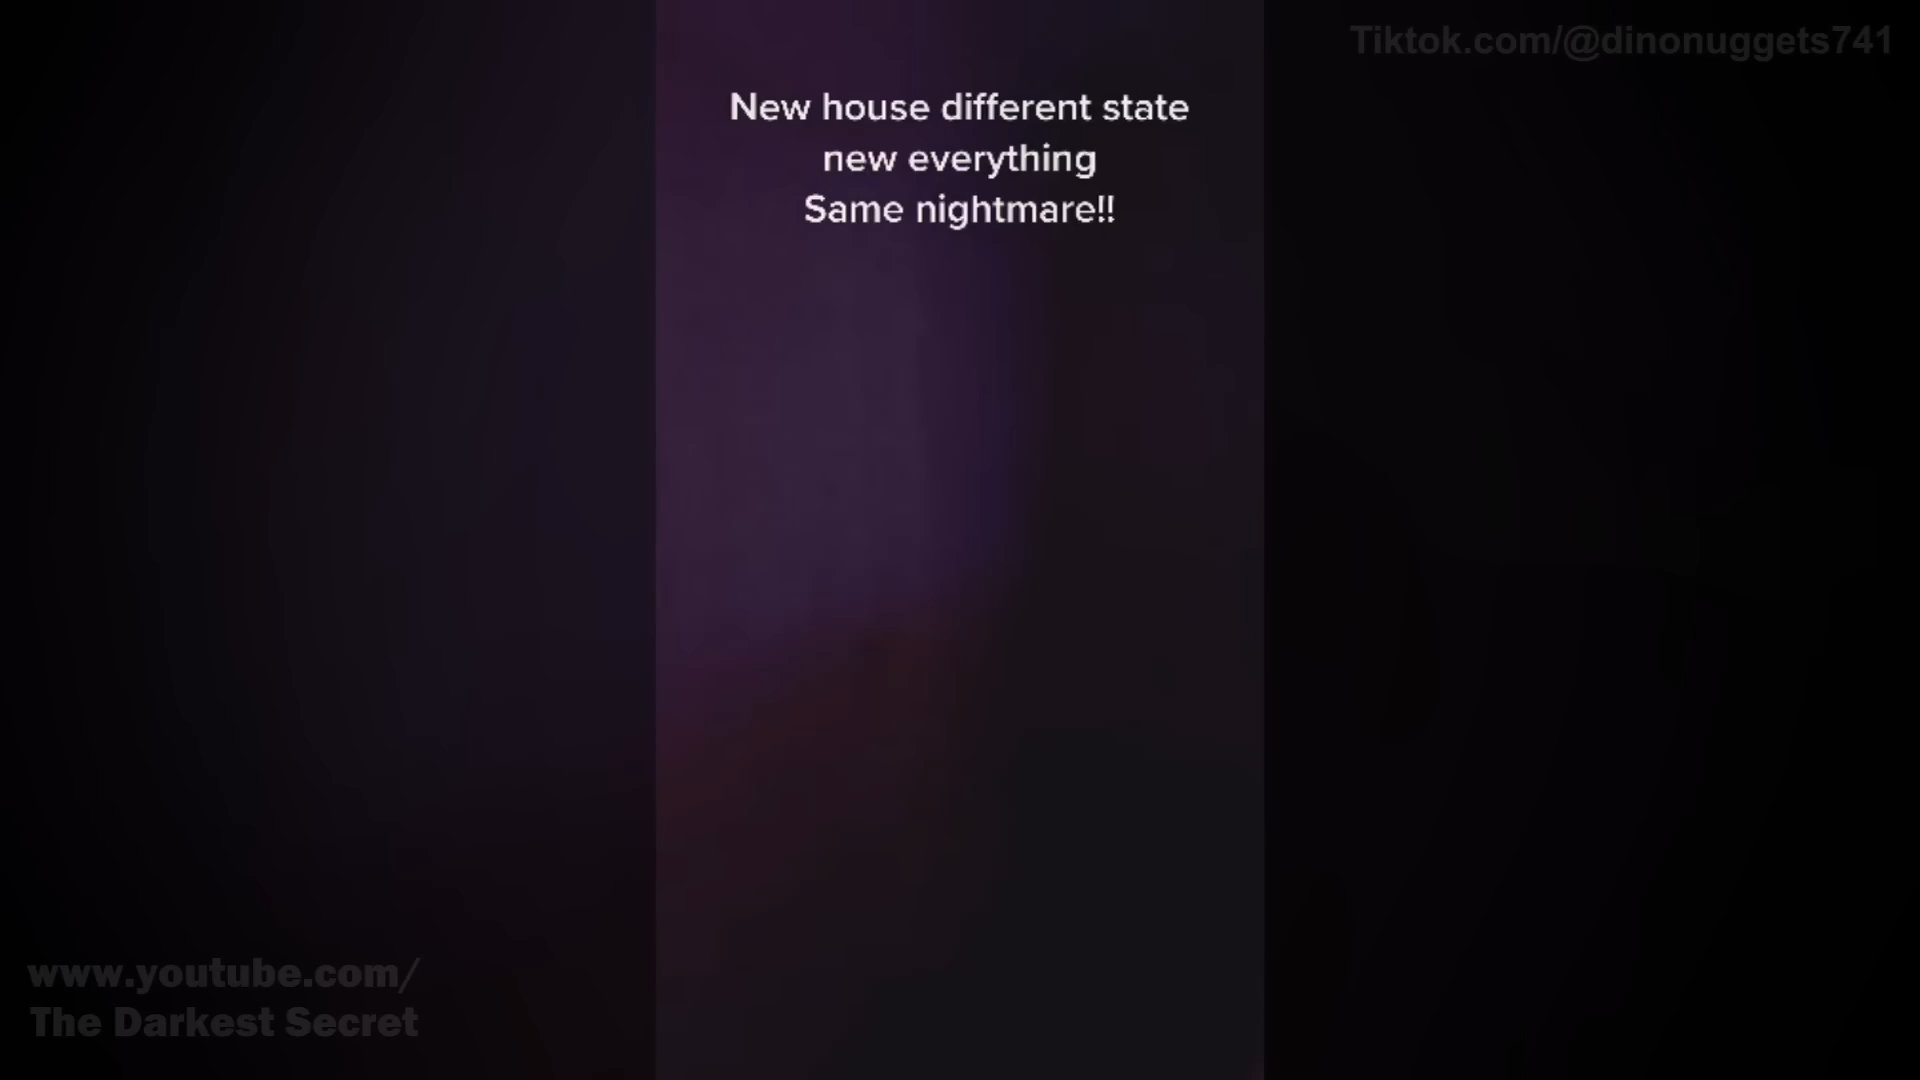 Tiktok.com/@dinonuggets741
New house different state
new everything
Same nightmare!!
www.youtube.com/
The Darkest Secret